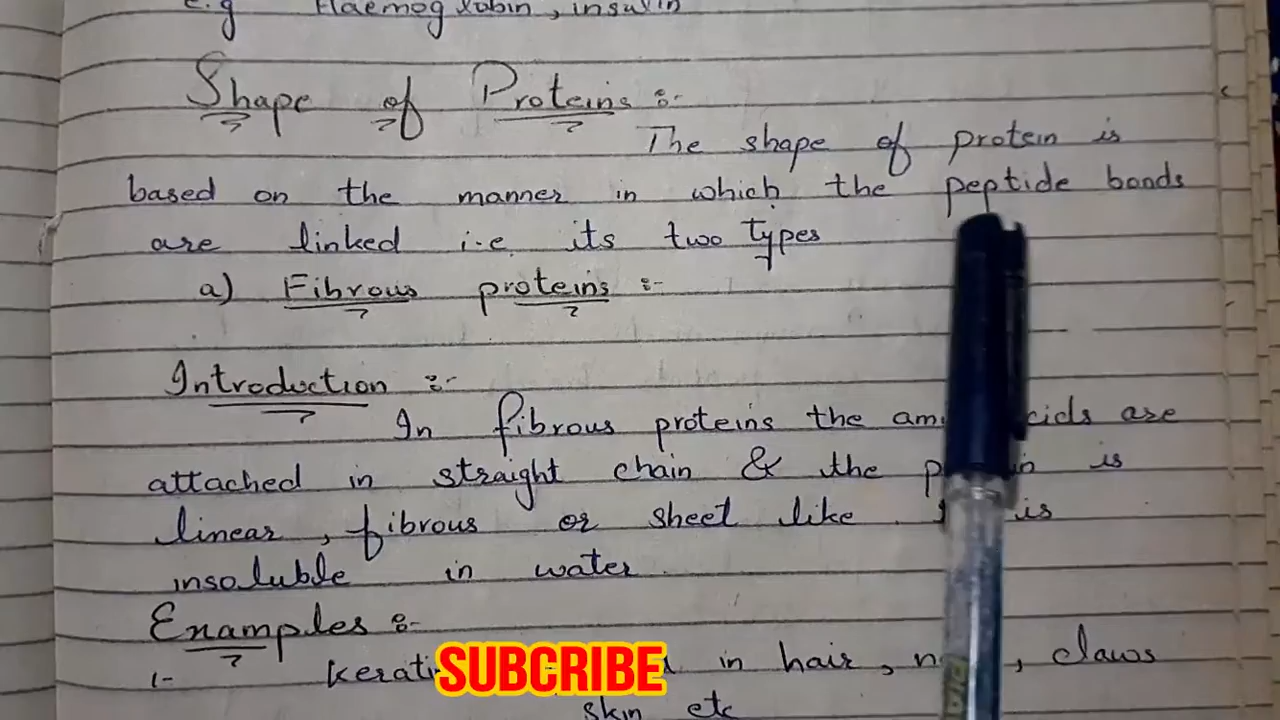 e.g Haemoglobin, insulin
Shape of Proteins :-
The shape of protein is
based on the manner in which the peptide bonds
are linked i.e its two types
a) Fibrous proteins :-
Introduction :-
In fibrous proteins the am cids are
attached in straight chain & the p in is
linear, fibrous or sheet like. is
insoluble in water
Examples :-
1- kerati in hair, n , claws
SUBCRIBE
skin etc